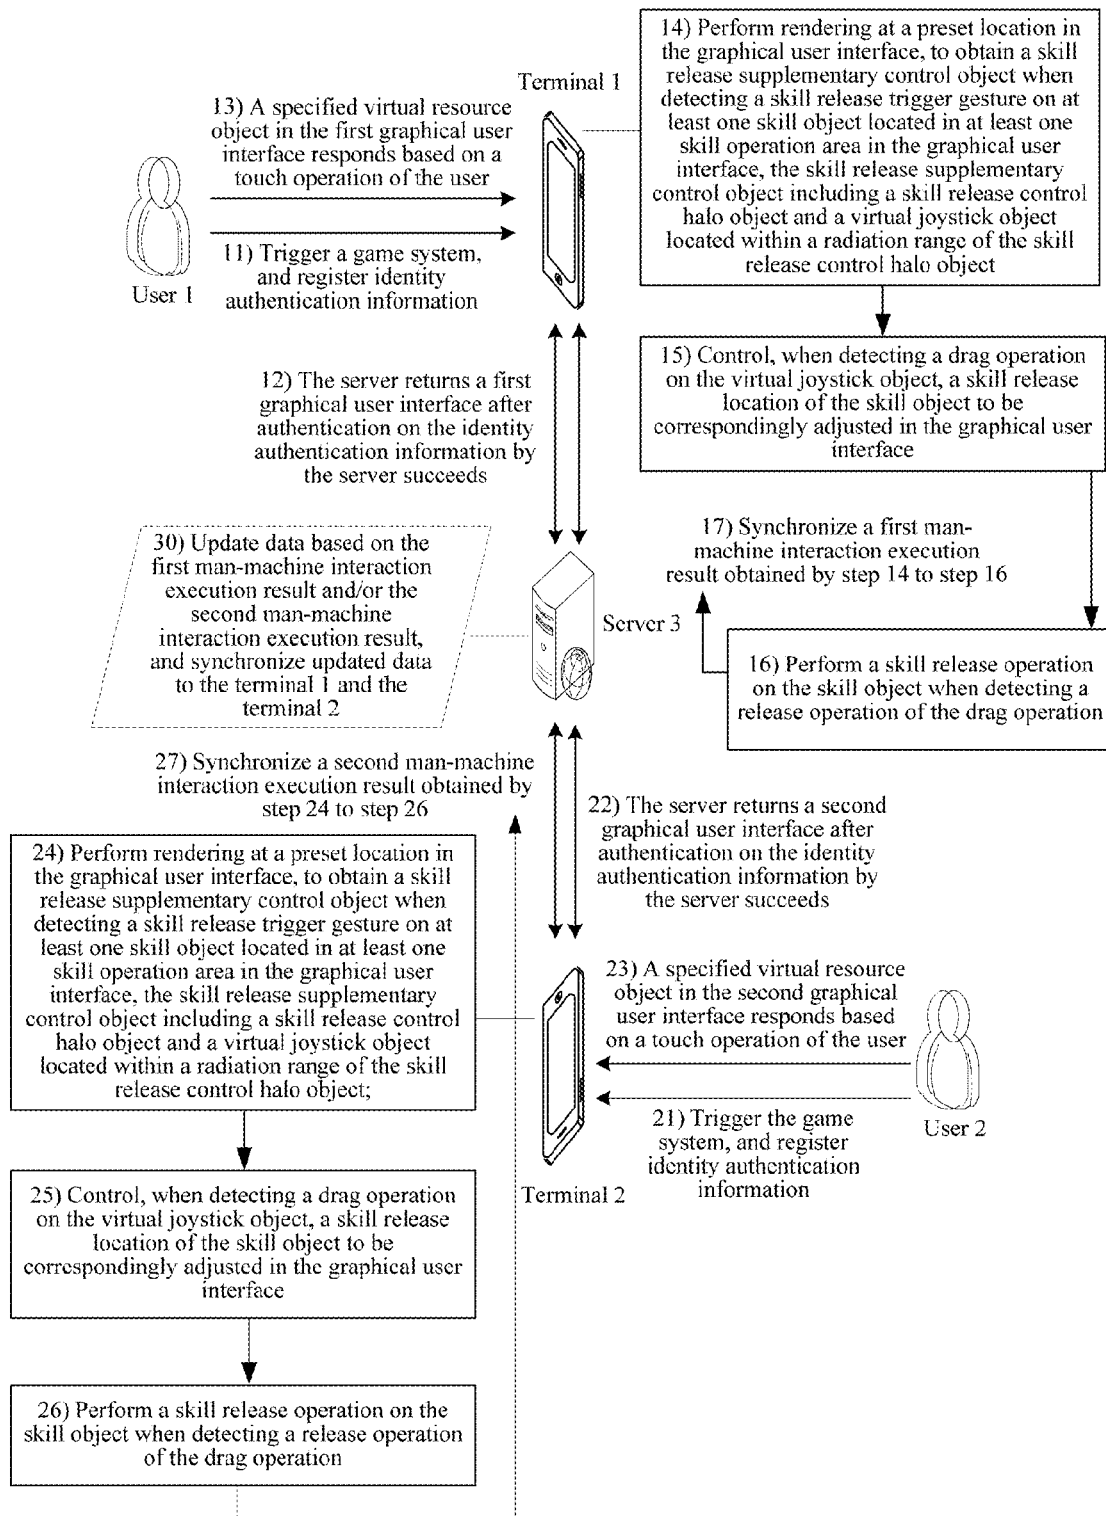 Terminal 1
13) A specified virtual resource
object in the first graphical user
interface responds based on a
touch operation of the user
User 1
11) Trigger a game system,
and register identity
authentication information
14) Perform rendering at a preset location in
the graphical user interface, to obtain a skill
release supplementary control object when
detecting a skill release trigger gesture on at
least one skill object located in at least one
skill operation area in the graphical user
interface, the skill release supplementary
control object including a skill release control
halo object and a virtual joystick object
located within a radiation range of the skill
release control halo object
12) The server returns a first
graphical user interface after
authentication on the identity
authentication information by
the server succeeds
15) Control, when detecting a drag operation
on the virtual joystick object, a skill release
location of the skill object to be
correspondingly adjusted in the graphical user
interface
17) Synchronize a first man-
machine interaction execution
result obtained by step 14 to step 16
30) Update data based on the
first man-machine interaction
execution result and/or the
second man-machine
interaction execution result,
and synchronize updated data
to the terminal 1 and the
terminal 2
Server 3
16) Perform a skill release operation
on the skill object when detecting a
release operation of the drag operation
27) Synchronize a second man-machine
interaction execution result obtained by
step 24 to step 26
22) The server returns a second
graphical user interface after
authentication on the identity
authentication information by
the server succeeds
24) Perform rendering at a preset location in
the graphical user interface, to obtain a skill
release supplementary control object when
detecting a skill release trigger gesture on at
least one skill object located in at least one
skill operation area in the graphical user
interface, the skill release supplementary
control object including a skill release control
halo object and a virtual joystick object
located within a radiation range of the skill
release control halo object;
23) A specified virtual resource
object in the second graphical
user interface responds based
on a touch operation of the user
User 2
21) Trigger the game
system, and register
identity authentication
information
Terminal 2
25) Control, when detecting a drag operation
on the virtual joystick object, a skill release
location of the skill object to be
correspondingly adjusted in the graphical user
interface
26) Perform a skill release operation on the
skill object when detecting a release operation
of the drag operation